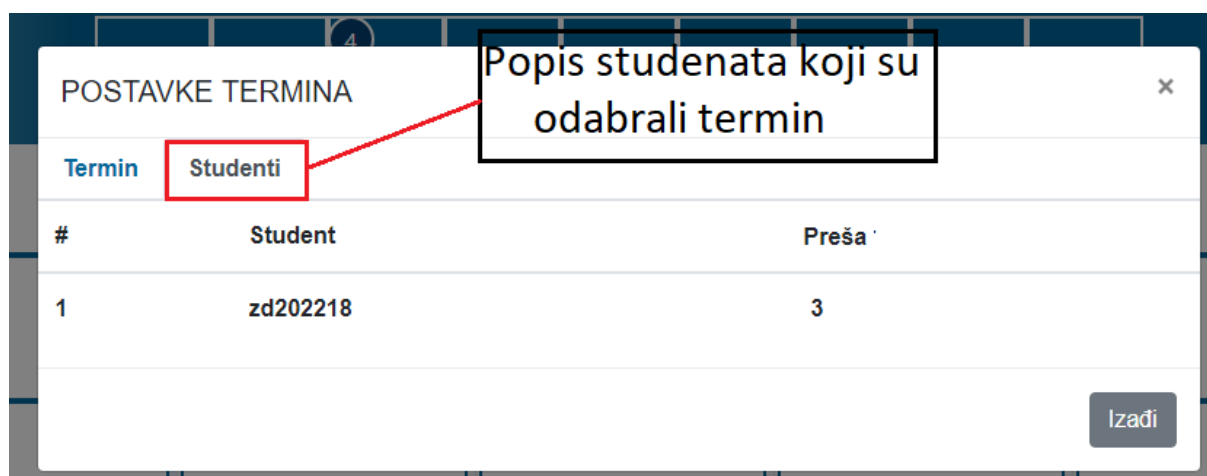 4
Popis studenata koji su
odabrali termin
POSTAVKE TERMINA ×
Termin Studenti
# Student Preša
1 zd202218 3
Izađi